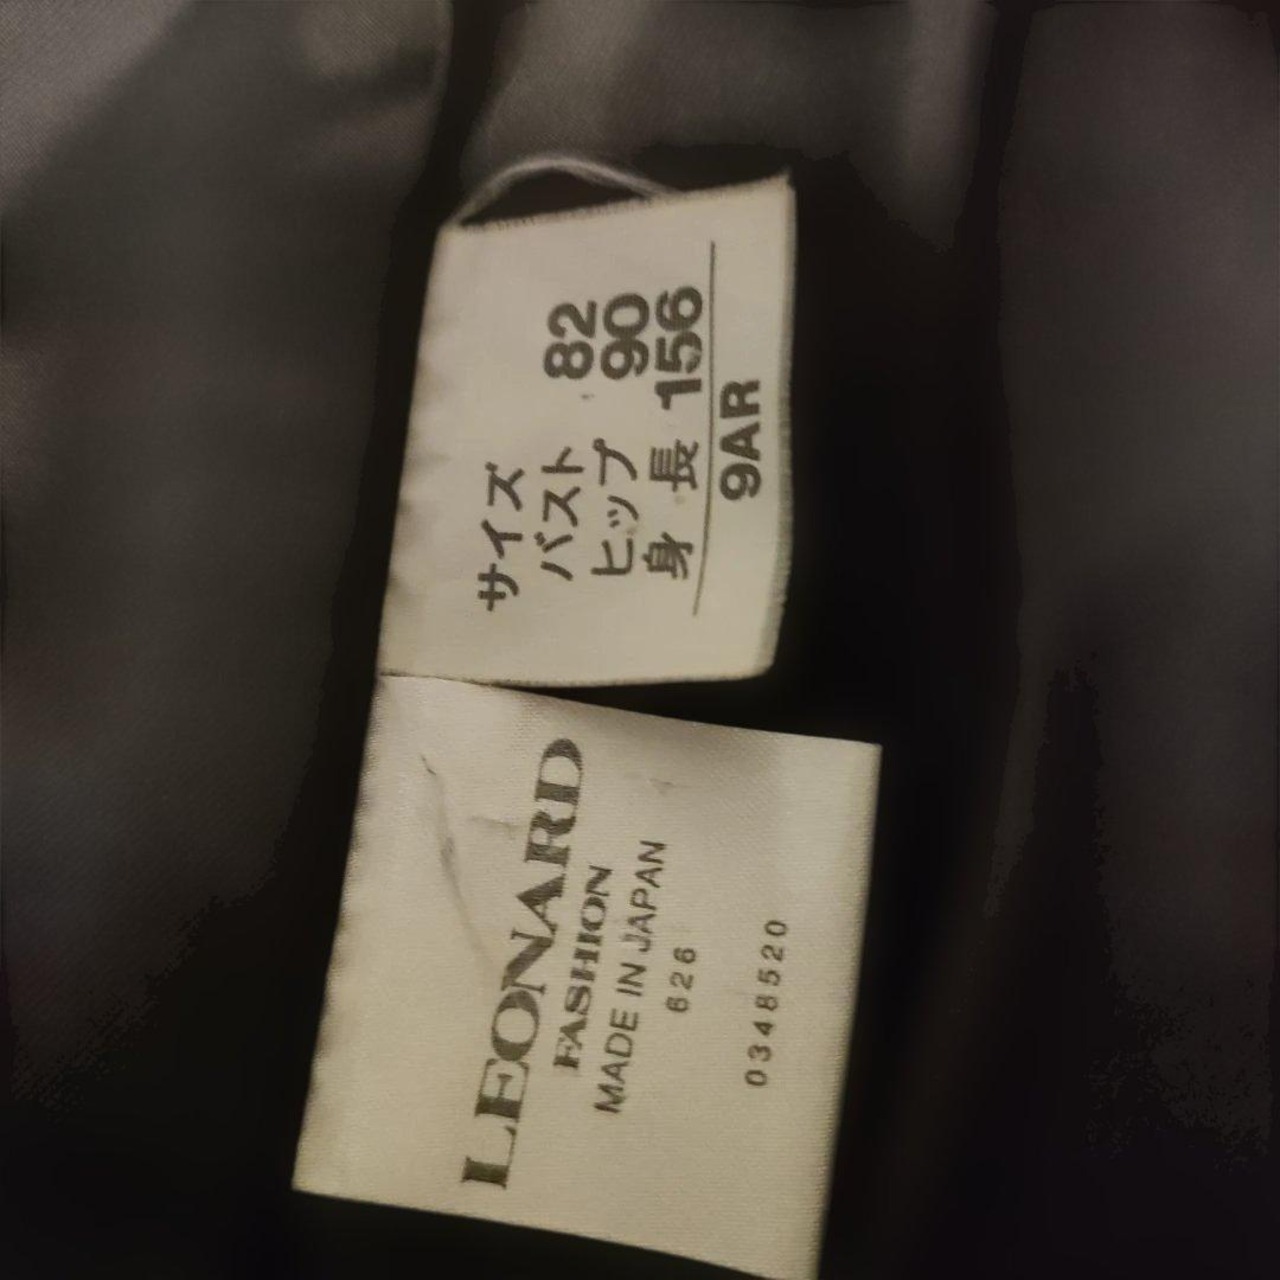 サイズ
バスト 82
ヒップ 90
身長 156
9AR
LEONARD
FASHION
MADE IN JAPAN
626
0348520